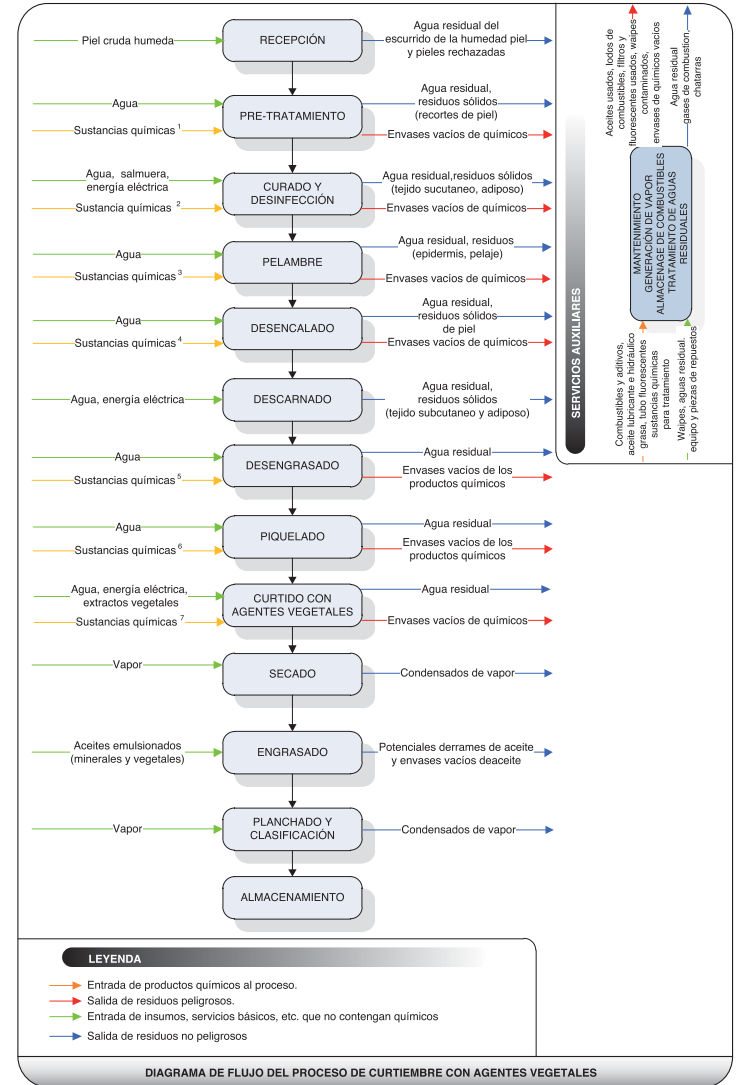 Piel cruda humeda
RECEPCIÓN
Agua residual del
escurrido de la humedad piel
y pieles rechazadas
Agua
Sustancias químicas 1
PRE-TRATAMIENTO
Agua residual,
residuos sólidos
(recortes de piel)
Envases vacíos de químicos
Agua, salmuera,
energía eléctrica
Sustancia químicas 2
CURADO Y
DESINFECCIÓN
Agua residual,residuos sólidos
(tejido sucutaneo, adiposo)
Envases vacíos de químicos
Agua
Sustancias químicas 3
PELAMBRE
Agua residual, residuos
(epidermis, pelaje)
Envases vacíos de químicos
Agua
Sustancias químicas 4
DESENCALADO
Agua residual,
residuos sólidos
de piel
Envases vacíos de químicos
Agua, energía eléctrica
DESCARNADO
Agua residual,
residuos sólidos
(tejido subcutaneo y adiposo)
Agua
Sustancias químicas 5
DESENGRASADO
Agua residual
Envases vacíos de los
productos químicos
Agua
Sustancias químicas 6
PIQUELADO
Agua residual
Envases vacíos de los
productos químicos
Agua, energía eléctrica,
extractos vegetales
Sustancias químicas 7
CURTIDO CON
AGENTES VEGETALES
Agua residual
Envases vacíos de químicos
Vapor
SECADO
Condensados de vapor
Aceites emulsionados
(minerales y vegetales)
ENGRASADO
Potenciales derrames de aceite
y envases vacíos deaceite
Vapor
PLANCHADO Y
CLASIFICACIÓN
Condensados de vapor
ALMACENAMIENTO
SERVICIOS AUXILIARES
Aceites usados, lodos de
combustibles, filtros y
fluorescentes usados, waipes
contaminados,
envases de químicos vacíos
Agua residual
gases de combustion,
chatarras
MANTENIMIENTO
GENERACIÓN DE VAPOR
ALMACENAGE DE COMBUSTIBLES
TRATAMIENTO DE AGUAS
RESIDUALES
Combustibles y aditivos,
aceite lubricante e hidráulico
grasa, tubo fluorescentes
sustancias químicas
para tratamiento
Waipes, aguas residual.
equipo y piezas de repuestos
LEYENDA
Entrada de productos químicos al proceso.
Salida de residuos peligrosos.
Entrada de insumos, servicios básicos, etc. que no contengan químicos
Salida de residuos no peligrosos
DIAGRAMA DE FLUJO DEL PROCESO DE CURTIEMBRE CON AGENTES VEGETALES